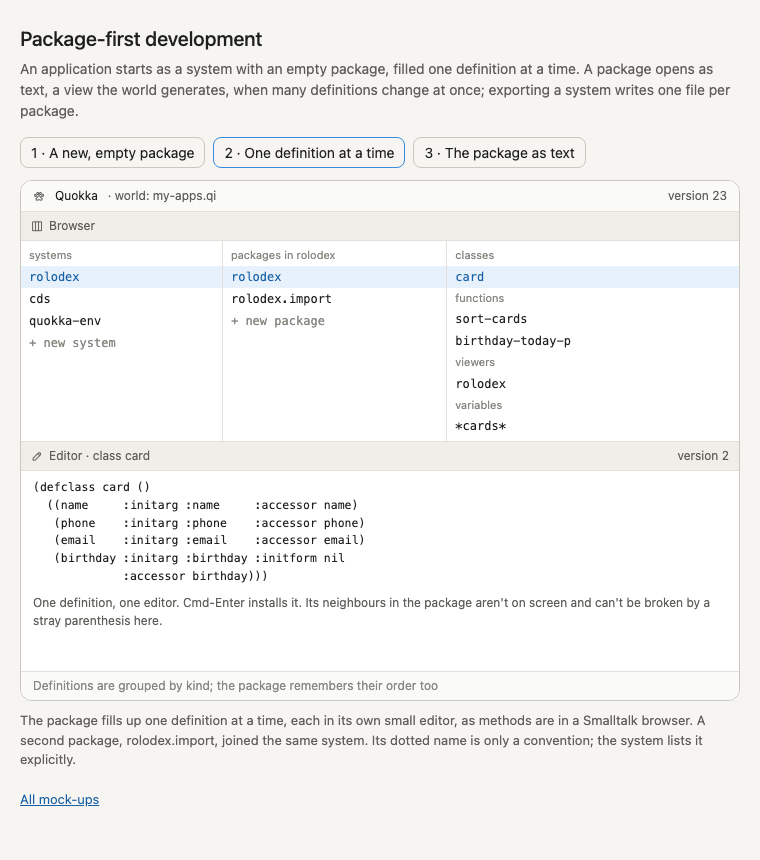 Package-first development
An application starts as a system with an empty package, filled one definition at a time. A package opens as
text, a view the world generates, when many definitions change at once; exporting a system writes one file per
package.
1 · A new, empty package
2 · One definition at a time
3 · The package as text
Quokka · world: my-apps.qi
version 23
Browser
systems
rolodex
cds
quokka-env
+ new system
packages in rolodex
rolodex
rolodex.import
+ new package
classes
card
functions
sort-cards
birthday-today-p
viewers
rolodex
variables
*cards*
Editor · class card
version 2
(defclass card ()
  ((name     :initarg :name     :accessor name)
   (phone    :initarg :phone    :accessor phone)
   (email    :initarg :email    :accessor email)
   (birthday :initarg :birthday :initform nil
             :accessor birthday)))
One definition, one editor. Cmd-Enter installs it. Its neighbours in the package aren't on screen and can't be broken by a
stray parenthesis here.
Definitions are grouped by kind; the package remembers their order too
The package fills up one definition at a time, each in its own small editor, as methods are in a Smalltalk browser. A
second package, rolodex.import, joined the same system. Its dotted name is only a convention; the system lists it
explicitly.
All mock-ups